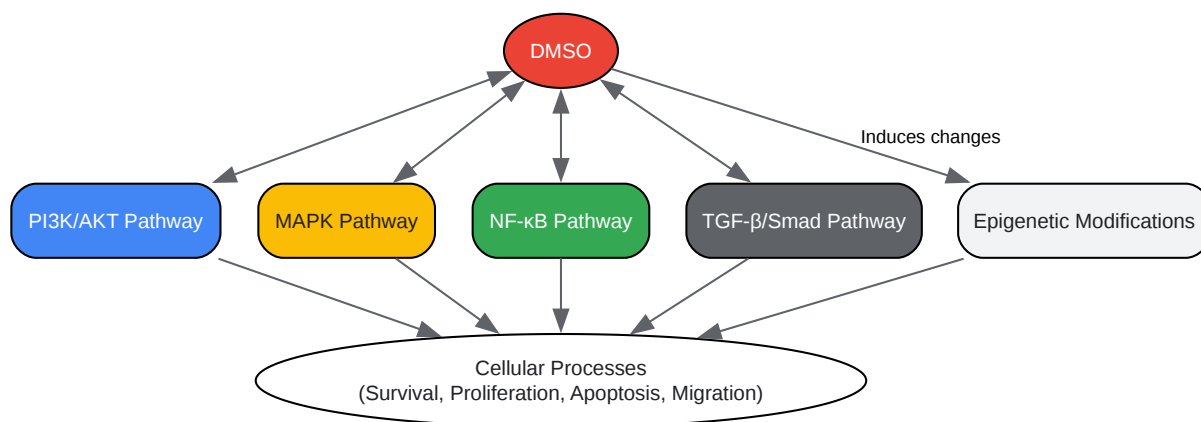 DMSO
Induces changes
PI3K/AKT Pathway
MAPK Pathway
NF-κB Pathway
TGF-β/Smad Pathway
Epigenetic Modifications
Cellular Processes
(Survival, Proliferation, Apoptosis, Migration)